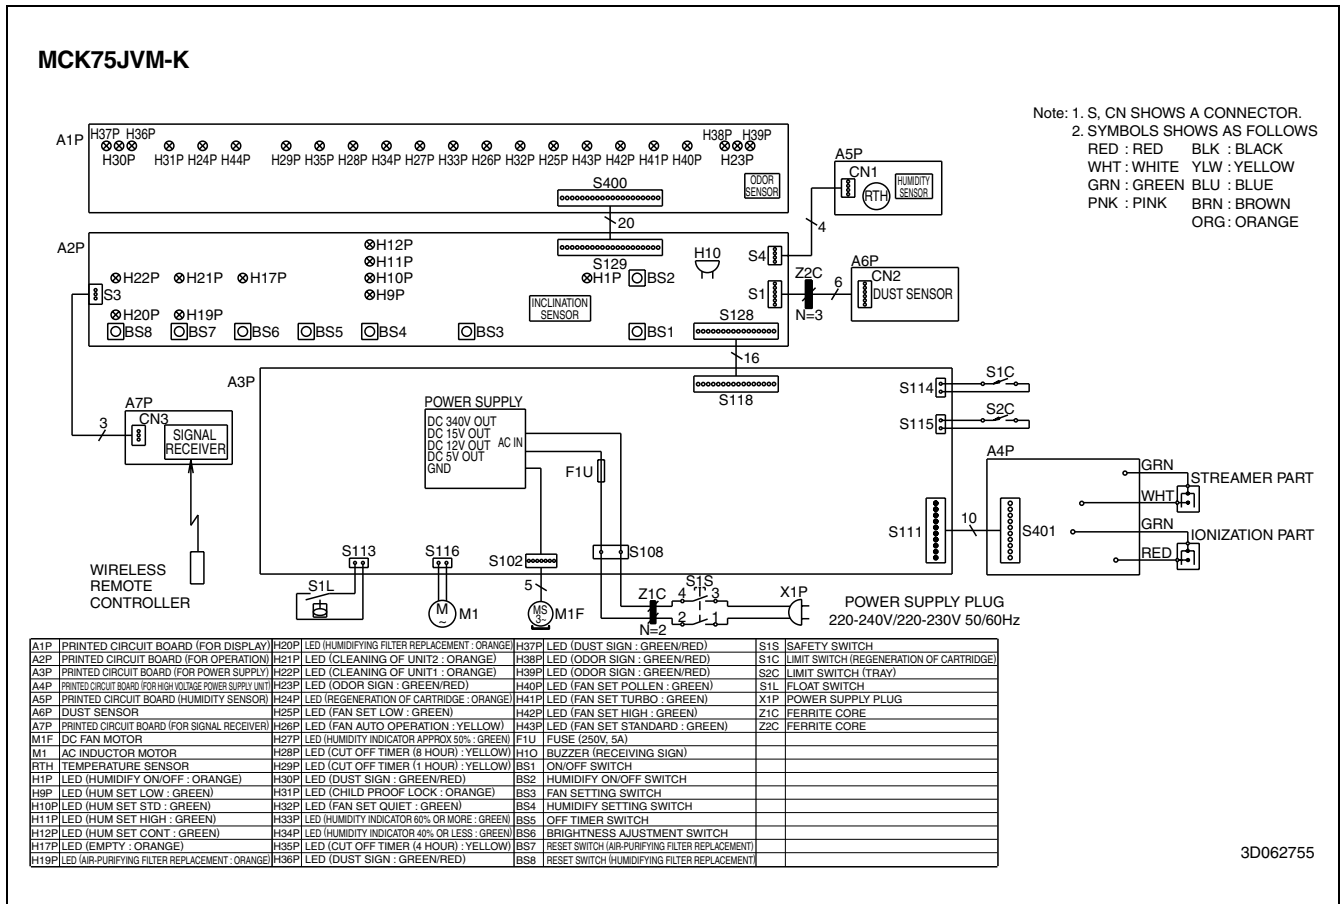 MCK75JVM-K
Note: 1. S, CN SHOWS A CONNECTOR.
2. SYMBOLS SHOWS AS FOLLOWS
RED : RED BLK : BLACK
WHT : WHITE YLW : YELLOW
GRN : GREEN BLU : BLUE
PNK : PINK BRN : BROWN
ORG : ORANGE
A1P
H37P H36P H38P H39P
H30P H31P H24P H44P H29P H35P H28P H34P H27P H33P H26P H32P H25P H43P H42P H41P H40P H23P
S400
ODOR
SENSOR
20
A5P
CN1
RTH
HUMIDITY
SENSOR
4
A2P
S129
H12P
H11P
H10P
H9P
H22P H21P H17P
H1P BS2
H10
S4
S3
H20P H19P
INCLINATION
SENSOR
S1
Z2C
N=3
6
A6P
CN2
DUST SENSOR
S128
BS8 BS7 BS6 BS5 BS4 BS3 BS1
16
A3P
S118
S114
S1C
S115
S2C
A7P
CN3
3
SIGNAL
RECEIVER
WIRELESS
REMOTE
CONTROLLER
POWER SUPPLY
DC 340V OUT
DC 15V OUT
DC 12V OUT
DC 5V OUT
GND
AC IN
F1U
S111
10
A4P
S401
GRN
WHT
STREAMER PART
GRN
RED
IONIZATION PART
S113
S116
S102
S108
S1L
M
~
M1
5
MS
3~
M1F
Z1C
N=2
S1S
4 3
2 1
X1P
POWER SUPPLY PLUG
220-240V/220-230V 50/60Hz
A1P PRINTED CIRCUIT BOARD (FOR DISPLAY) H20P LED (HUMIDIFYING FILTER REPLACEMENT : ORANGE) H37P LED (DUST SIGN : GREEN/RED) S1S SAFETY SWITCH
A2P PRINTED CIRCUIT BOARD (FOR OPERATION) H21P LED (CLEANING OF UNIT2 : ORANGE) H38P LED (ODOR SIGN : GREEN/RED) S1C LIMIT SWITCH (REGENERATION OF CARTRIDGE)
A3P PRINTED CIRCUIT BOARD (FOR POWER SUPPLY) H22P LED (CLEANING OF UNIT1 : ORANGE) H39P LED (ODOR SIGN : GREEN/RED) S2C LIMIT SWITCH (TRAY)
A4P PRINTED CIRCUIT BOARD (FOR HIGH VOLTAGE POWER SUPPLY UNIT) H23P LED (ODOR SIGN : GREEN/RED) H40P LED (FAN SET POLLEN : GREEN) S1L FLOAT SWITCH
A5P PRINTED CIRCUIT BOARD (HUMIDITY SENSOR) H24P LED (REGENERATION OF CARTRIDGE : ORANGE) H41P LED (FAN SET TURBO : GREEN) X1P POWER SUPPLY PLUG
A6P DUST SENSOR H25P LED (FAN SET LOW : GREEN) H42P LED (FAN SET HIGH : GREEN) Z1C FERRITE CORE
A7P PRINTED CIRCUIT BOARD (FOR SIGNAL RECEIVER) H26P LED (FAN AUTO OPERATION : YELLOW) H43P LED (FAN SET STANDARD : GREEN) Z2C FERRITE CORE
M1F DC FAN MOTOR H27P LED (HUMIDITY INDICATOR APPROX 50% : GREEN) F1U FUSE (250V, 5A)
M1 AC INDUCTOR MOTOR H28P LED (CUT OFF TIMER (8 HOUR) : YELLOW) H1O BUZZER (RECEIVING SIGN)
RTH TEMPERATURE SENSOR H29P LED (CUT OFF TIMER (1 HOUR) : YELLOW) BS1 ON/OFF SWITCH
H1P LED (HUMIDIFY ON/OFF : ORANGE) H30P LED (DUST SIGN : GREEN/RED) BS2 HUMIDIFY ON/OFF SWITCH
H9P LED (HUM SET LOW : GREEN) H31P LED (CHILD PROOF LOCK : ORANGE) BS3 FAN SETTING SWITCH
H10P LED (HUM SET STD : GREEN) H32P LED (FAN SET QUIET : GREEN) BS4 HUMIDIFY SETTING SWITCH
H11P LED (HUM SET HIGH : GREEN) H33P LED (HUMIDITY INDICATOR 60% OR MORE : GREEN) BS5 OFF TIMER SWITCH
H12P LED (HUM SET CONT : GREEN) H34P LED (HUMIDITY INDICATOR 40% OR LESS : GREEN) BS6 BRIGHTNESS AJUSTMENT SWITCH
H17P LED (EMPTY : ORANGE) H35P LED (CUT OFF TIMER (4 HOUR) : YELLOW) BS7 RESET SWITCH (AIR-PURIFYING FILTER REPLACEMENT)
H19P LED (AIR-PURIFYING FILTER REPLACEMENT : ORANGE) H36P LED (DUST SIGN : GREEN/RED) BS8 RESET SWITCH (HUMIDIFYING FILTER REPLACEMENT)
3D062755